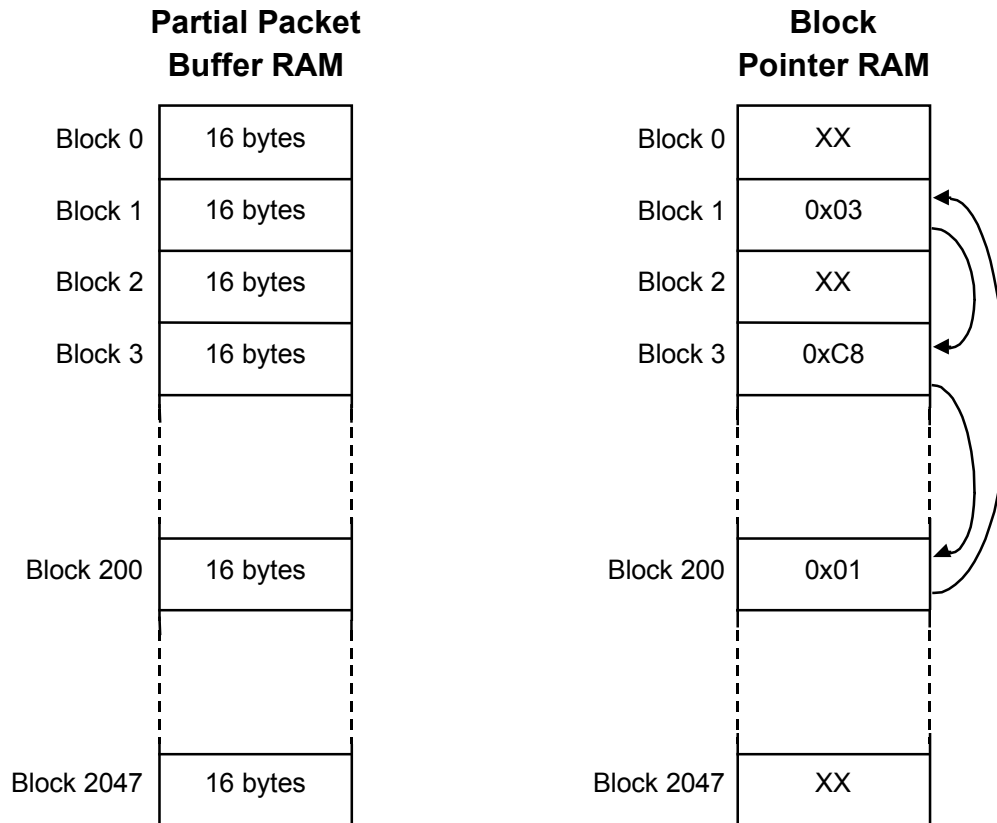 Partial Packet
Buffer RAM
Block 0 16 bytes
Block 1 16 bytes
Block 2 16 bytes
Block 3 16 bytes
Block 200 16 bytes
Block 2047 16 bytes
Block
Pointer RAM
Block 0 XX
Block 1 0x03
Block 2 XX
Block 3 0xC8
Block 200 0x01
Block 2047 XX